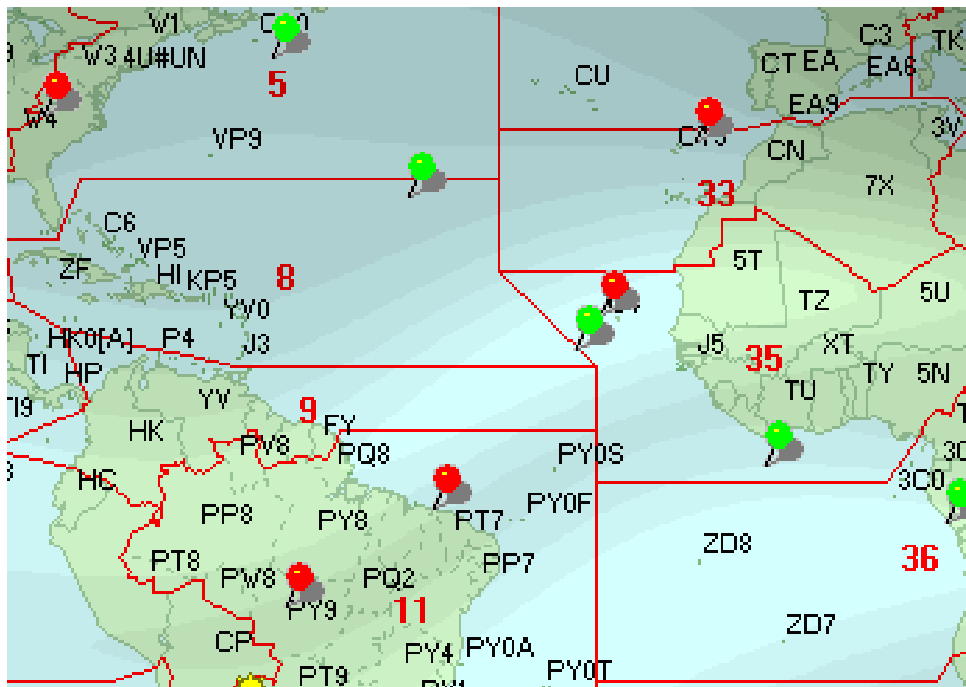 W1
C3
TK
W3 4U#UN
CT EA
EA6
CU
5
EA9
W4
3V
VP9
CN
7X
33
C6
VP5
5T
ZF
HI
KP5
8
5U
TZ
YV0
HK0[A]
P4
J3
J5
XT
35
TI
HP
TY
5N
TU
YV
9
FY
HK
PV8
PQ8
PY0S
HC
3C0
PY0F
PP8
PY8
PT7
ZD8
PT8
PP7
36
PW8
PQ2
PY9
11
ZD7
CP
PY4
PY0A
PT9
PY0T